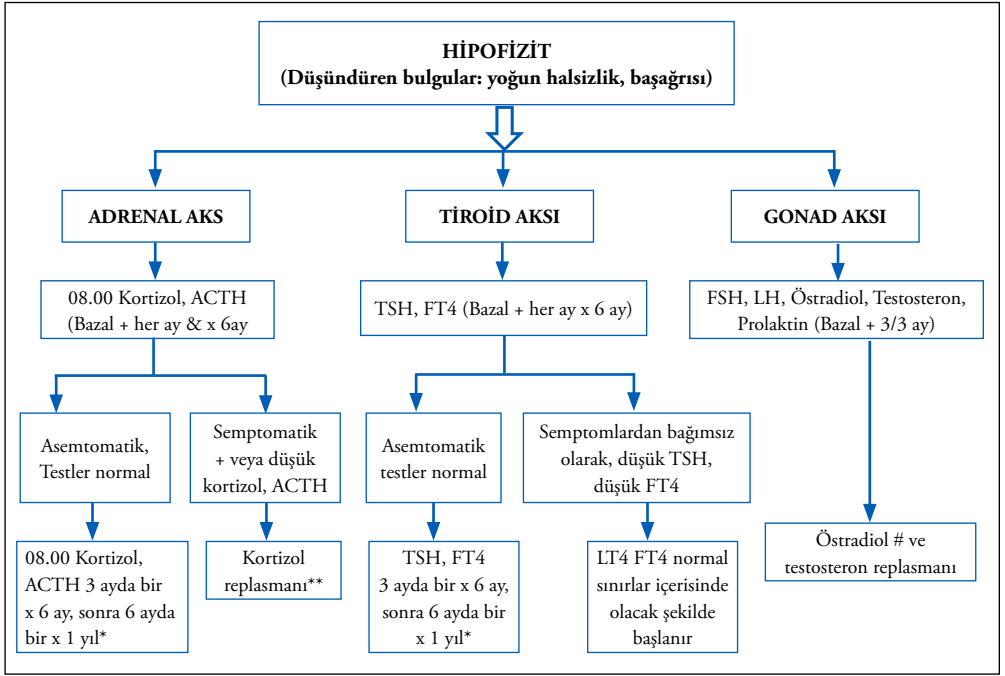 HİPOFİZİT
(Düşündüren bulgular: yoğun halsizlik, başağrısı)
ADRENAL AKS
TİROİD AKSI
GONAD AKSI
08.00 Kortizol, ACTH
(Bazal + her ay & x 6ay
TSH, FT4 (Bazal + her ay x 6 ay)
FSH, LH, Östradiol, Testosteron,
Prolaktin (Bazal + 3/3 ay)
Asemtomatik,
Testler normal
Semptomatik
+ veya düşük
kortizol, ACTH
Asemtomatik
testler normal
Semptomlardan bağımsız
olarak, düşük TSH,
düşük FT4
08.00 Kortizol,
ACTH 3 ayda bir
x 6 ay, sonra 6 ayda
bir x 1 yıl*
Kortizol
replasmanı**
TSH, FT4
3 ayda bir x 6 ay,
sonra 6 ayda bir
x 1 yıl*
LT4 FT4 normal
sınırlar içerisinde
olacak şekilde
başlanır
Östradiol # ve
testosteron replasmanı